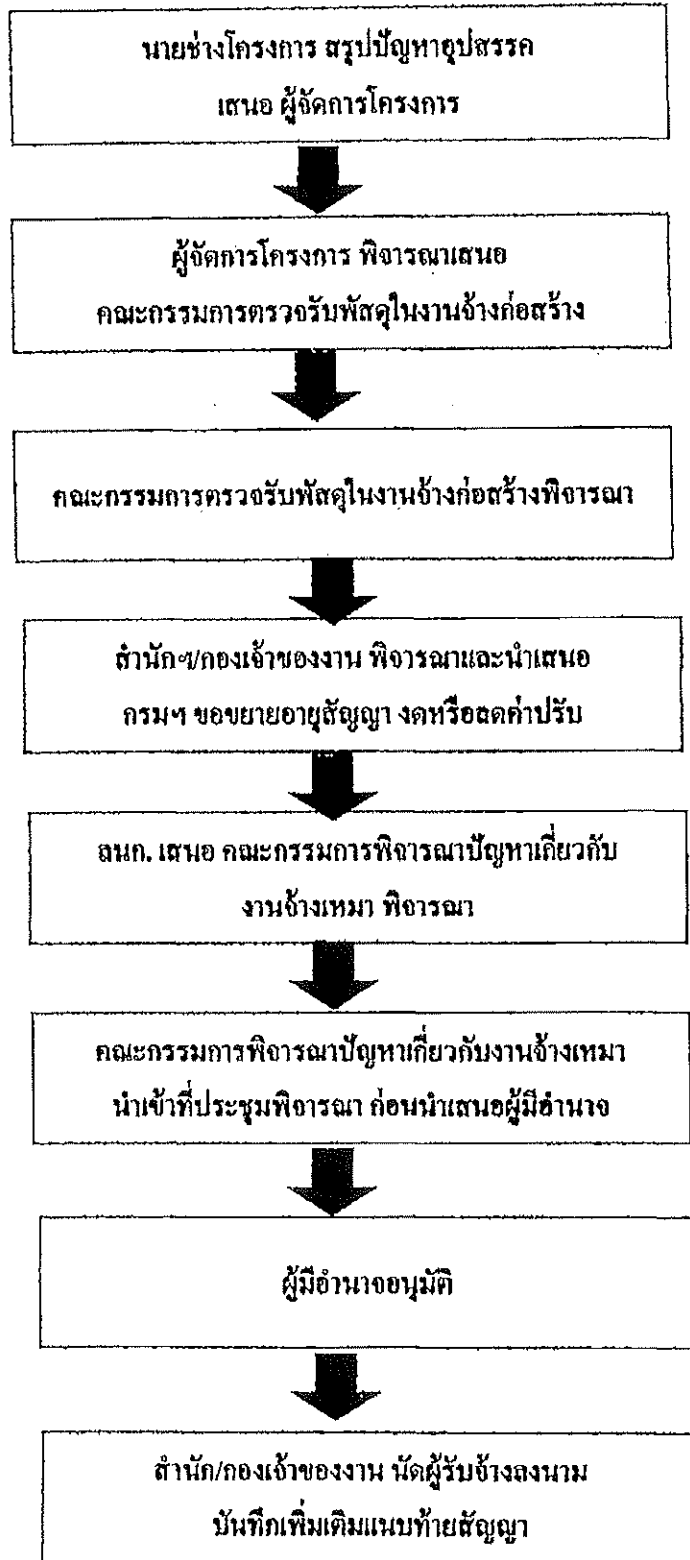 นายช่างโครงการ สรุปปัญหาอุปสรรค
เสนอ ผู้จัดการโครงการ
ผู้จัดการโครงการ พิจารณาเสนอ
คณะกรรมการตรวจรับพัสดุในงานจ้างก่อสร้าง
คณะกรรมการตรวจรับพัสดุในงานจ้างก่อสร้างพิจารณา
สำนักฯ/กองเจ้าของงาน พิจารณาและนำเสนอ
กรมฯ ขอขยายอายุสัญญา งดหรือลดค่าปรับ
ลนก. เสนอ คณะกรรมการพิจารณาปัญหาเกี่ยวกับ
งานจ้างเหมา พิจารณา
คณะกรรมการพิจารณาปัญหาเกี่ยวกับงานจ้างเหมา
นำเข้าที่ประชุมพิจารณา ก่อนนำเสนอผู้มีอำนาจ
ผู้มีอำนาจอนุมัติ
สำนัก/กองเจ้าของงาน นัดผู้รับจ้างลงนาม
บันทึกเพิ่มเติมแนบท้ายสัญญา